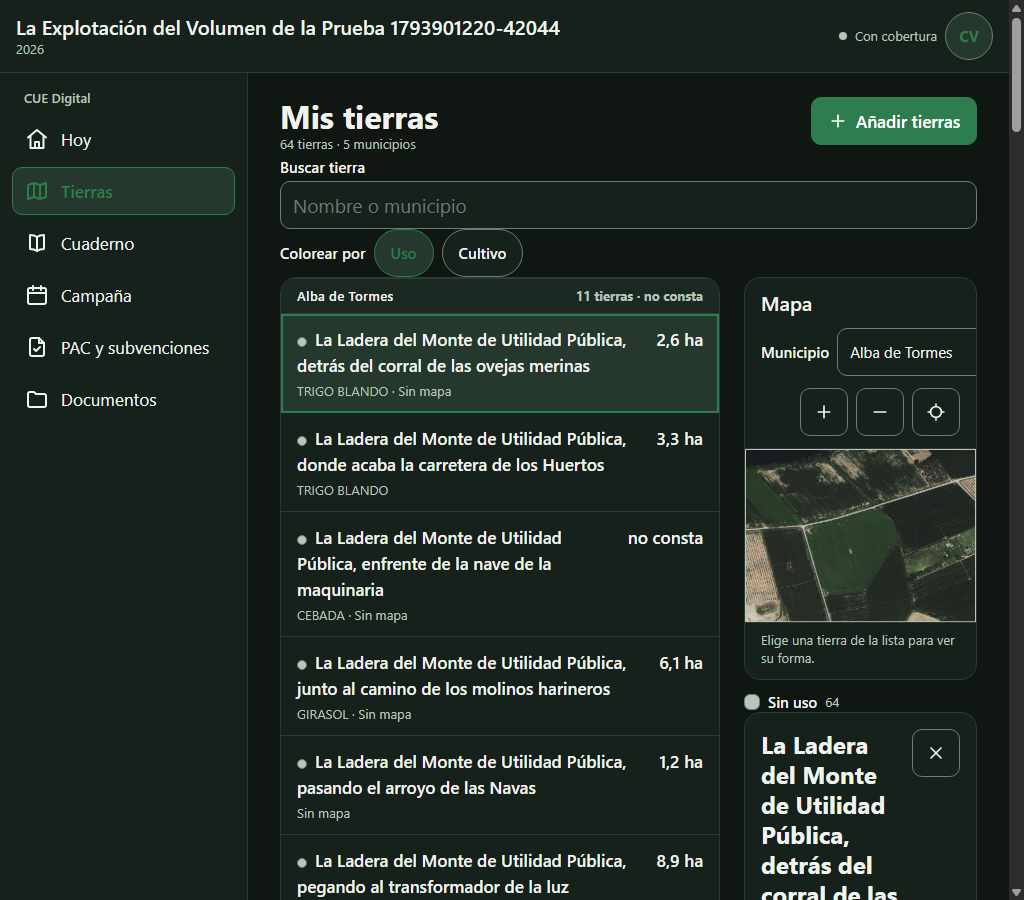 La Explotación del Volumen de la Prueba 1793901220-42044
2026
Con cobertura
CV
CUE Digital
Hoy
Tierras
Cuaderno
Campaña
PAC y subvenciones
Documentos
Mis tierras
64 tierras · 5 municipios
+ Añadir tierras
Buscar tierra
Nombre o municipio
Colorear por
Uso
Cultivo
Alba de Tormes
11 tierras · no consta
La Ladera del Monte de Utilidad Pública,
detrás del corral de las ovejas merinas
2,6 ha
TRIGO BLANDO · Sin mapa
La Ladera del Monte de Utilidad Pública,
donde acaba la carretera de los Huertos
3,3 ha
TRIGO BLANDO
La Ladera del Monte de Utilidad
Pública, enfrente de la nave de la
maquinaria
no consta
CEBADA · Sin mapa
La Ladera del Monte de Utilidad Pública,
junto al camino de los molinos harineros
6,1 ha
GIRASOL · Sin mapa
La Ladera del Monte de Utilidad Pública,
pasando el arroyo de las Navas
1,2 ha
Sin mapa
La Ladera del Monte de Utilidad Pública,
pegando al transformador de la luz
8,9 ha
Mapa
Municipio
Alba de Tormes
Elige una tierra de la lista para ver
su forma.
Sin uso 64
La Ladera
del Monte
de Utilidad
Pública,
detrás del
corral de las